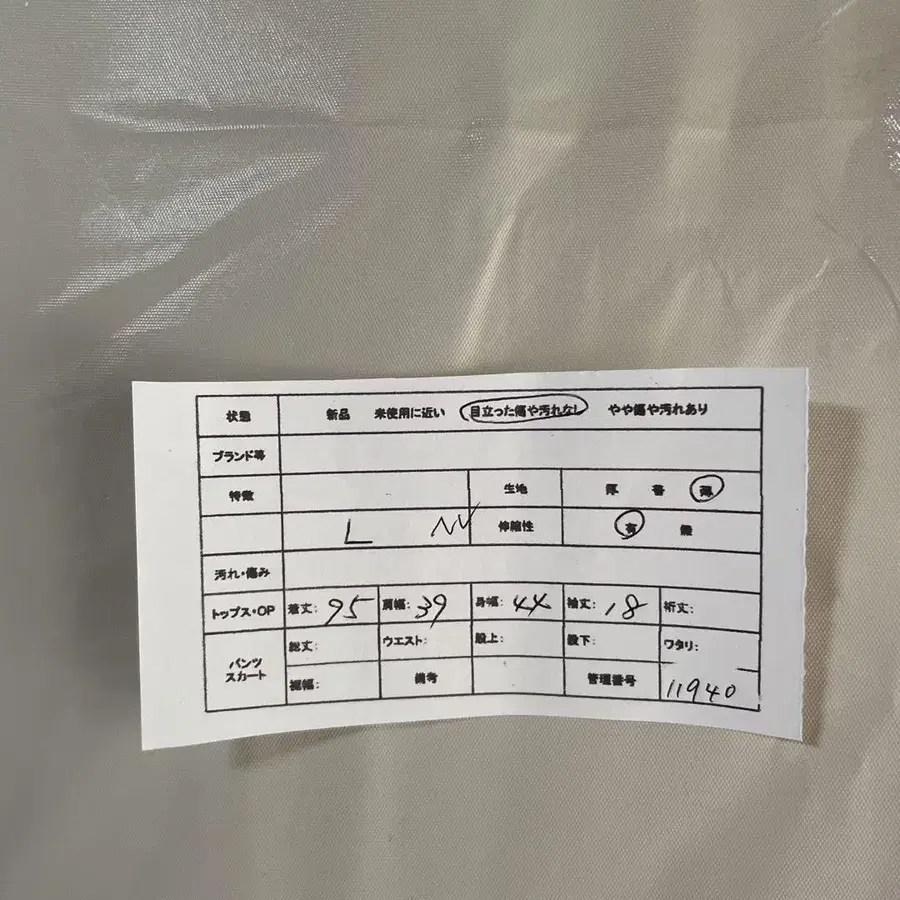 状態 新品 未使用に近い 目立った傷や汚れなし やや傷や汚れあり
ブランド等
特徴 生地 厚 普 薄
L NV 伸縮性 有 無
汚れ・傷み
トップス・OP 着丈: 95 肩幅: 39 身幅: 44 袖丈: 18 裄丈:
パンツ スカート 総丈: ウエスト: 股上: 股下: ワタリ:
裾幅: 備考 管理番号 11940